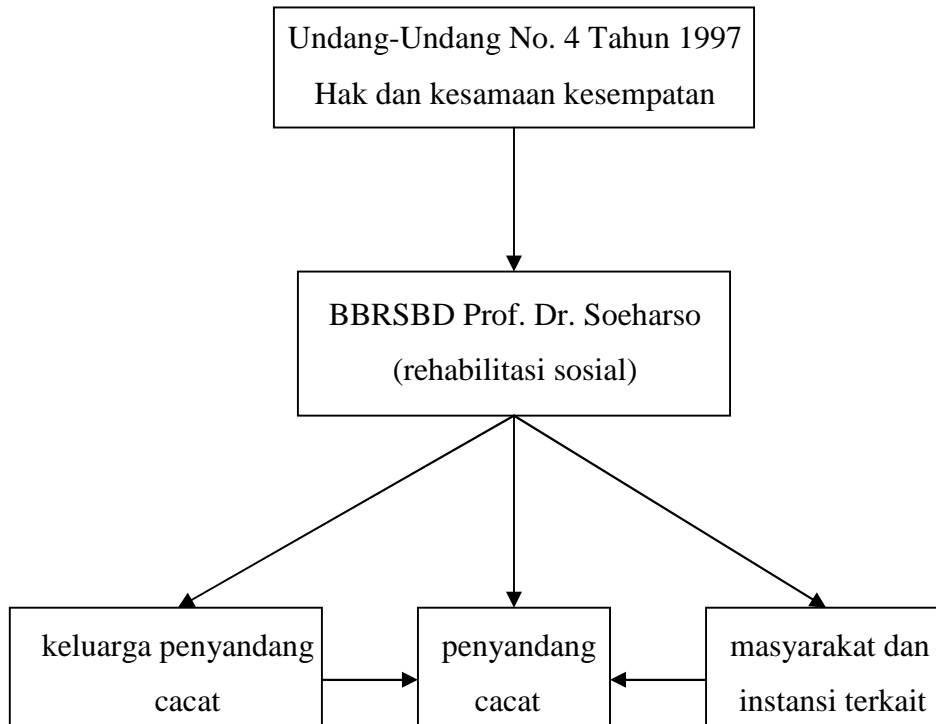 Undang-Undang No. 4 Tahun 1997
Hak dan kesamaan kesempatan
BBRSBD Prof. Dr. Soeharso
(rehabilitasi sosial)
keluarga penyandang
cacat
penyandang
cacat
masyarakat dan
instansi terkait